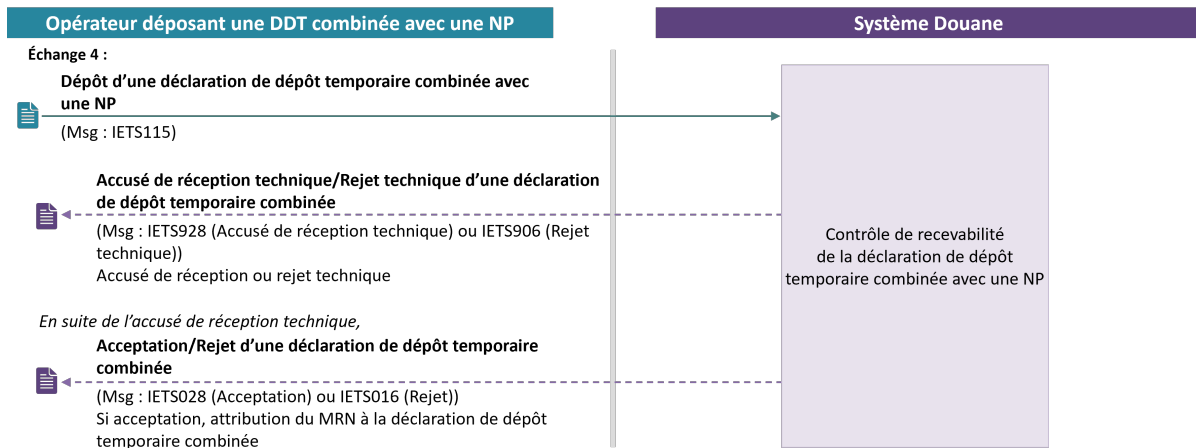 Opérateur déposant une DDT combinée avec une NP
Système Douane
Échange 4 :
Dépôt d’une déclaration de dépôt temporaire combinée avec
une NP
(Msg : IETS115)
Accusé de réception technique/Rejet technique d’une déclaration
de dépôt temporaire combinée
(Msg : IETS928 (Accusé de réception technique) ou IETS906 (Rejet
technique))
Accusé de réception ou rejet technique
En suite de l’accusé de réception technique,
Acceptation/Rejet d’une déclaration de dépôt temporaire
combinée
(Msg : IETS028 (Acceptation) ou IETS016 (Rejet))
Si acceptation, attribution du MRN à la déclaration de dépôt
temporaire combinée
Contrôle de recevabilité
de la déclaration de dépôt
temporaire combinée avec une NP